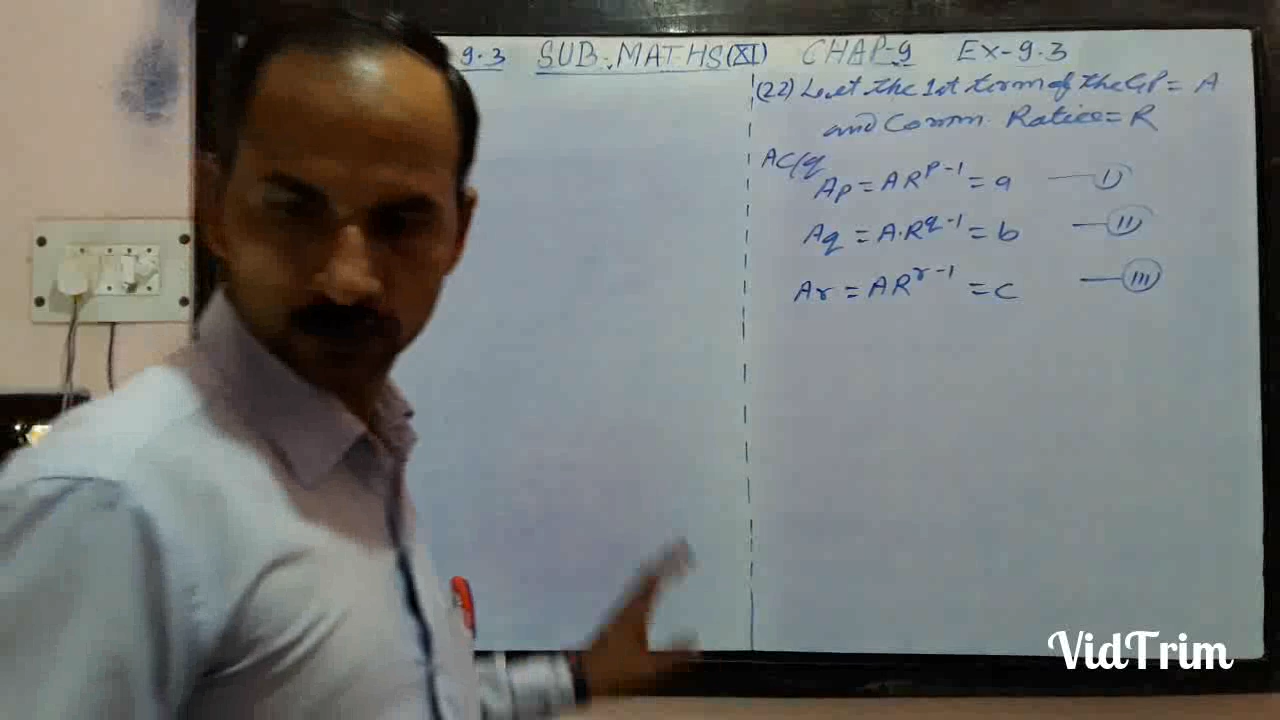 9.3 SUB. MATHS(XI) CHAP-9 EX-9.3
(22) Let the 1st term of the GP = A
and Comm. Ratio = R
AC/q
Ap = AR^p-1 = a — I
Aq = A.R^q-1 = b — II
Ar = AR^r-1 = c — III
VidTrim